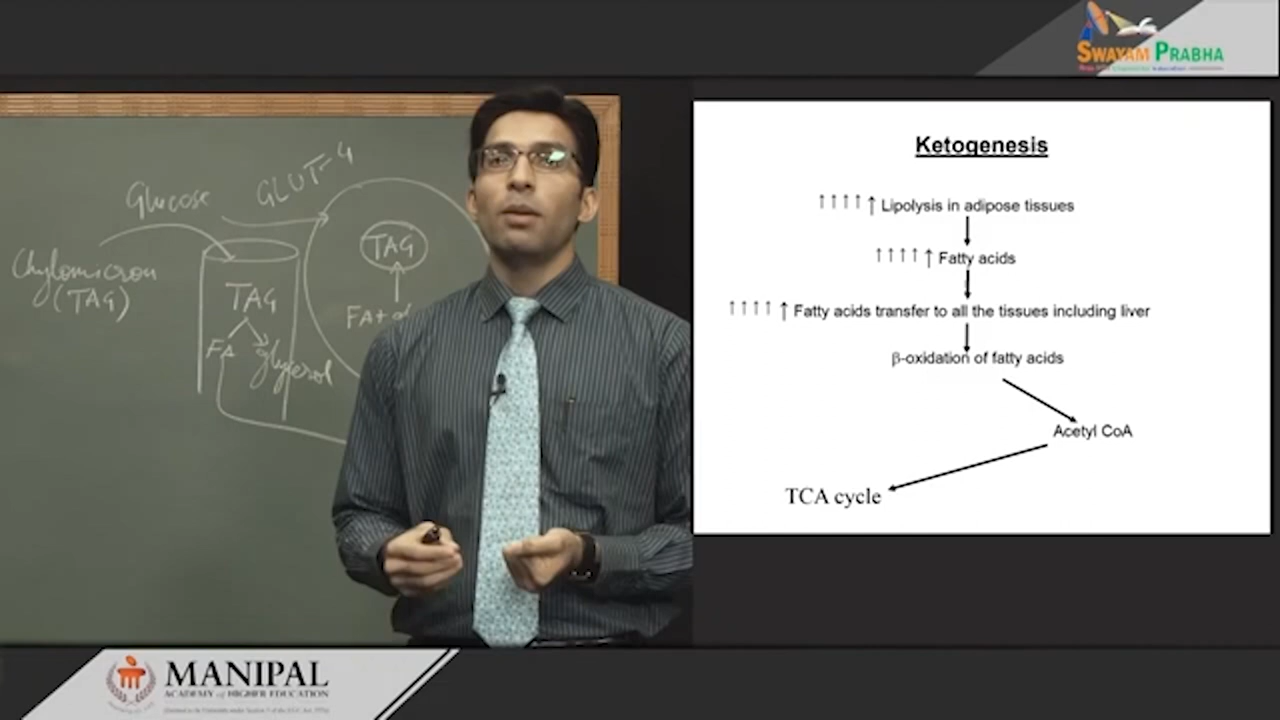 SWAYAM PRABHA
Glucose
GLUT-4
Chylomicron
(TAG)
TAG
FA glycerol
TAG
FA+
Ketogenesis
↑↑↑↑↑ Lipolysis in adipose tissues
↑↑↑↑↑ Fatty acids
↑↑↑↑↑ Fatty acids transfer to all the tissues including liver
β-oxidation of fatty acids
Acetyl CoA
TCA cycle
MANIPAL
ACADEMY of HIGHER EDUCATION